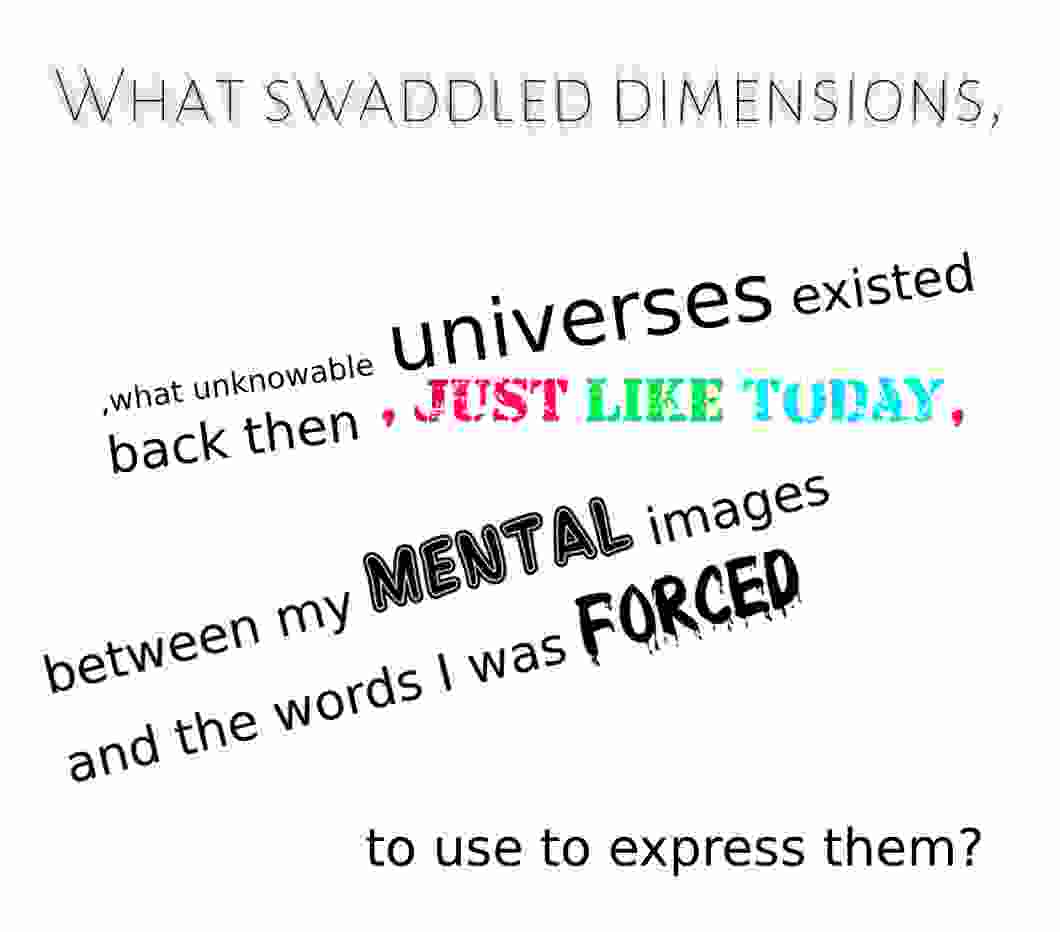 WHAT SWADDLED DIMENSIONS,
,what unknowable universes existed
back then , JUST LIKE TODAY,
between my MENTAL images
and the words I was FORCED
to use to express them?